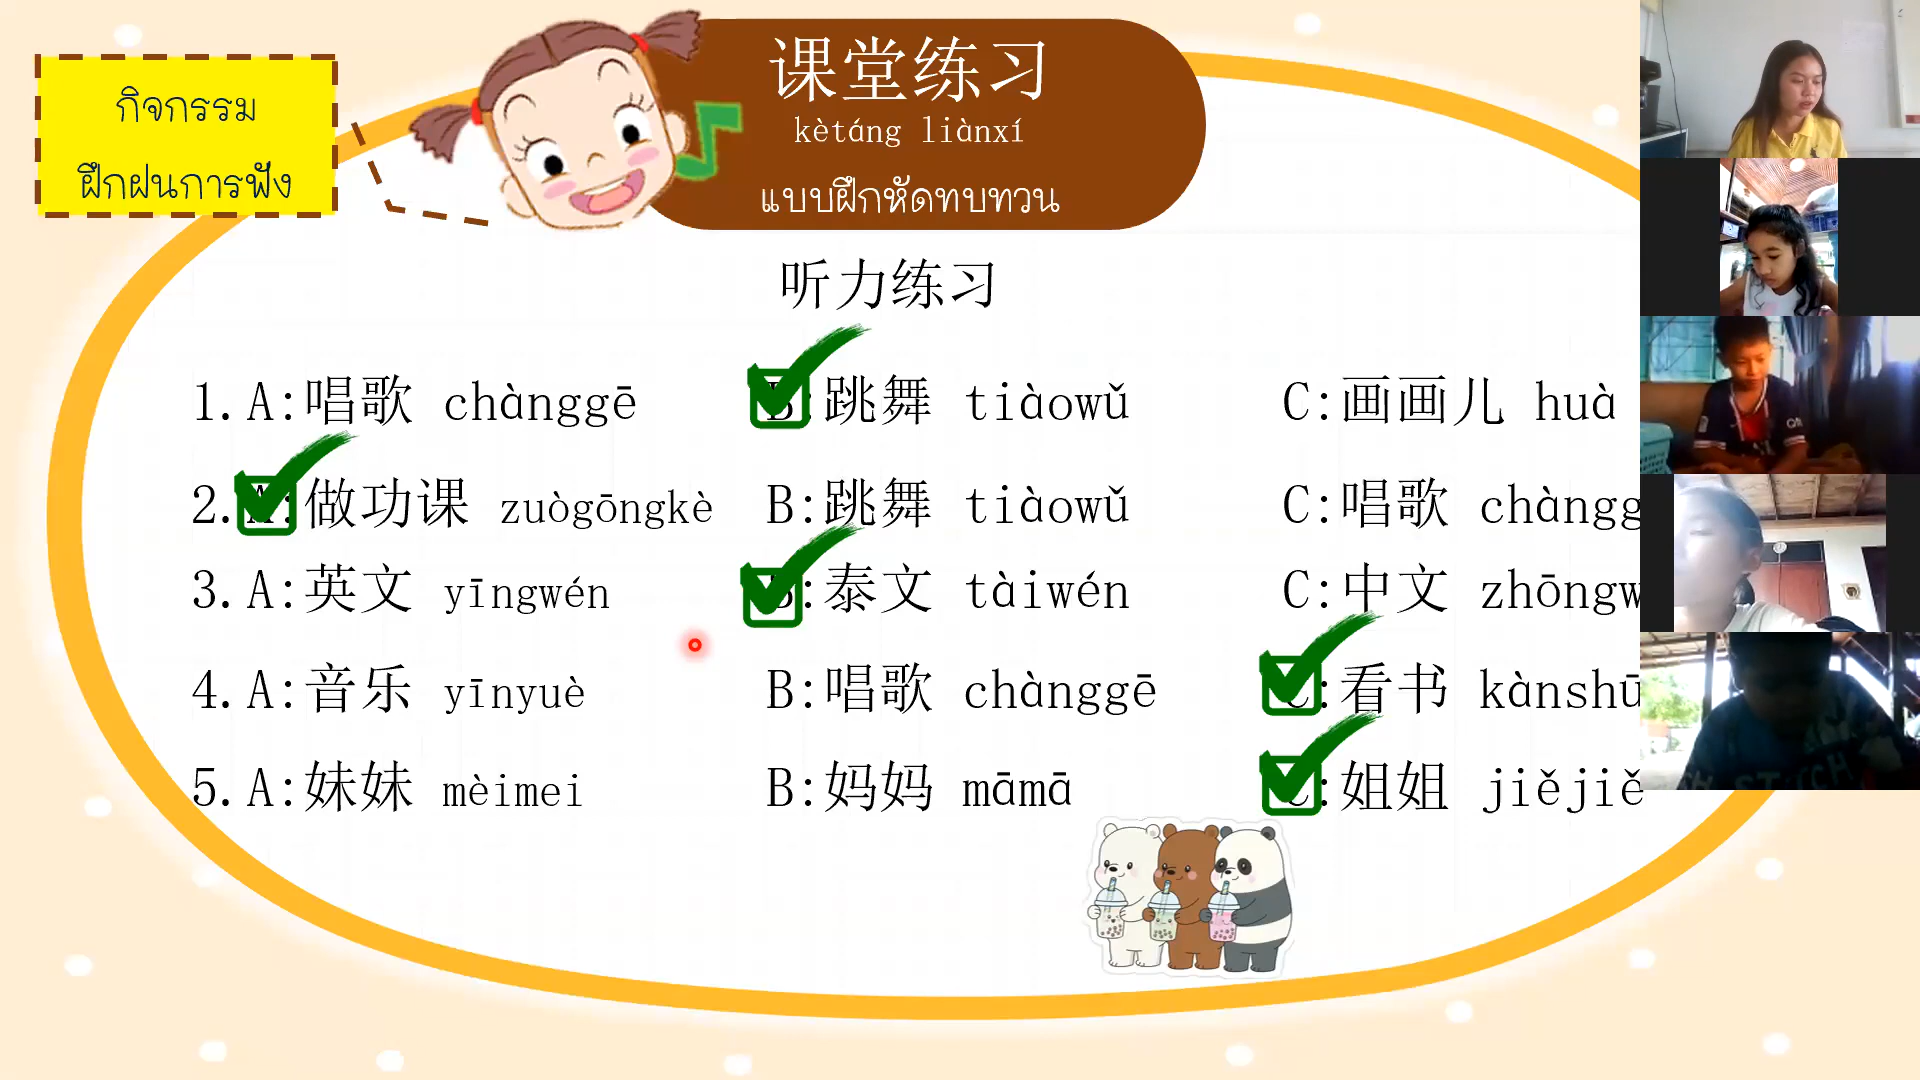 กิจกรรม
ฝึกฝนการฟัง
课堂练习
kètáng liànxí
แบบฝึกหัดทบทวน
听力练习
1. A:唱歌 chànggē B:跳舞 tiàowǔ C:画画儿 huà
2. A:做功课 zuògōngkè B:跳舞 tiàowǔ C:唱歌 chàngg
3. A:英文 yīngwén B:泰文 tàiwén C:中文 zhōngw
4. A:音乐 yīnyuè B:唱歌 chànggē C:看书 kànshū
5. A:妹妹 mèimei B:妈妈 māmā C:姐姐 jiějiě